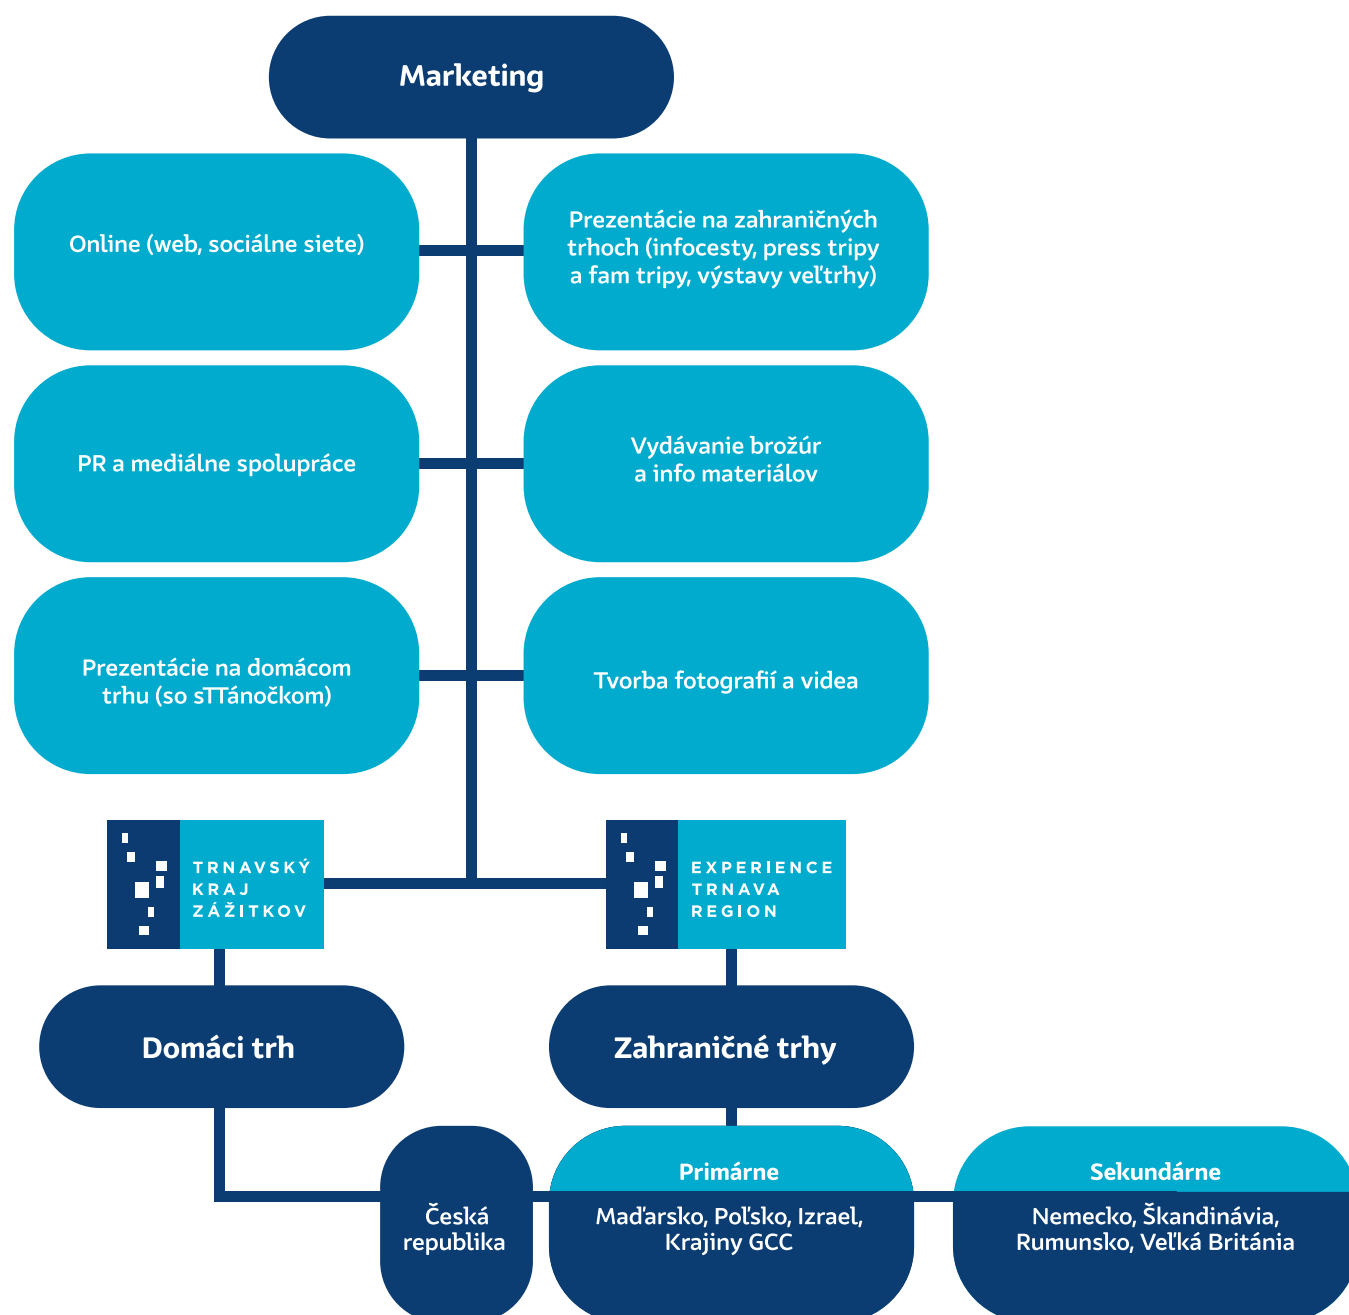 Marketing
Online (web, sociálne siete)
Prezentácie na zahraničných
trhoch (infocesty, press tripy
a fam tripy, výstavy veľtrhy)
PR a mediálne spolupráce
Vydávanie brožúr
a info materiálov
Prezentácie na domácom
trhu (so sTTánočkom)
Tvorba fotografií a videa
TRNAVSKÝ
KRAJ
ZÁŽITKOV
EXPERIENCE
TRNAVA
REGION
Domáci trh
Zahraničné trhy
Česká
republika
Primárne
Maďarsko, Poľsko, Izrael,
Krajiny GCC
Sekundárne
Nemecko, Škandinávia,
Rumunsko, Veľká Británia